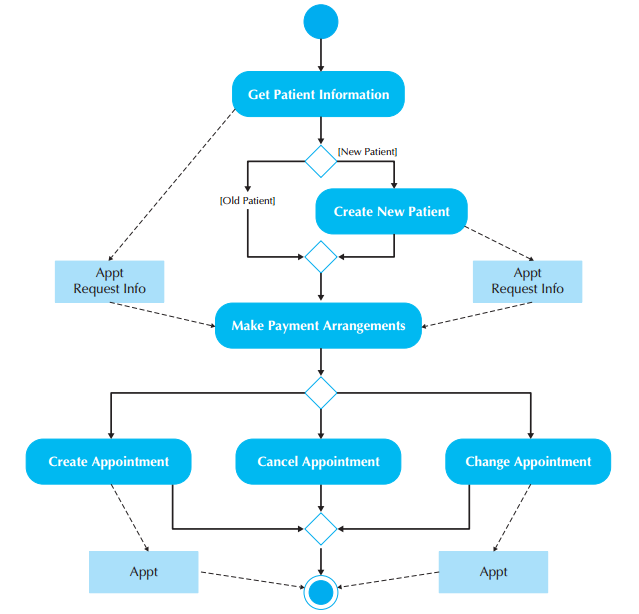 Get Patient Information
[New Patient]
[Old Patient]
Create New Patient
Appt
Request Info
Appt
Request Info
Make Payment Arrangements
Create Appointment
Cancel Appointment
Change Appointment
Appt
Appt